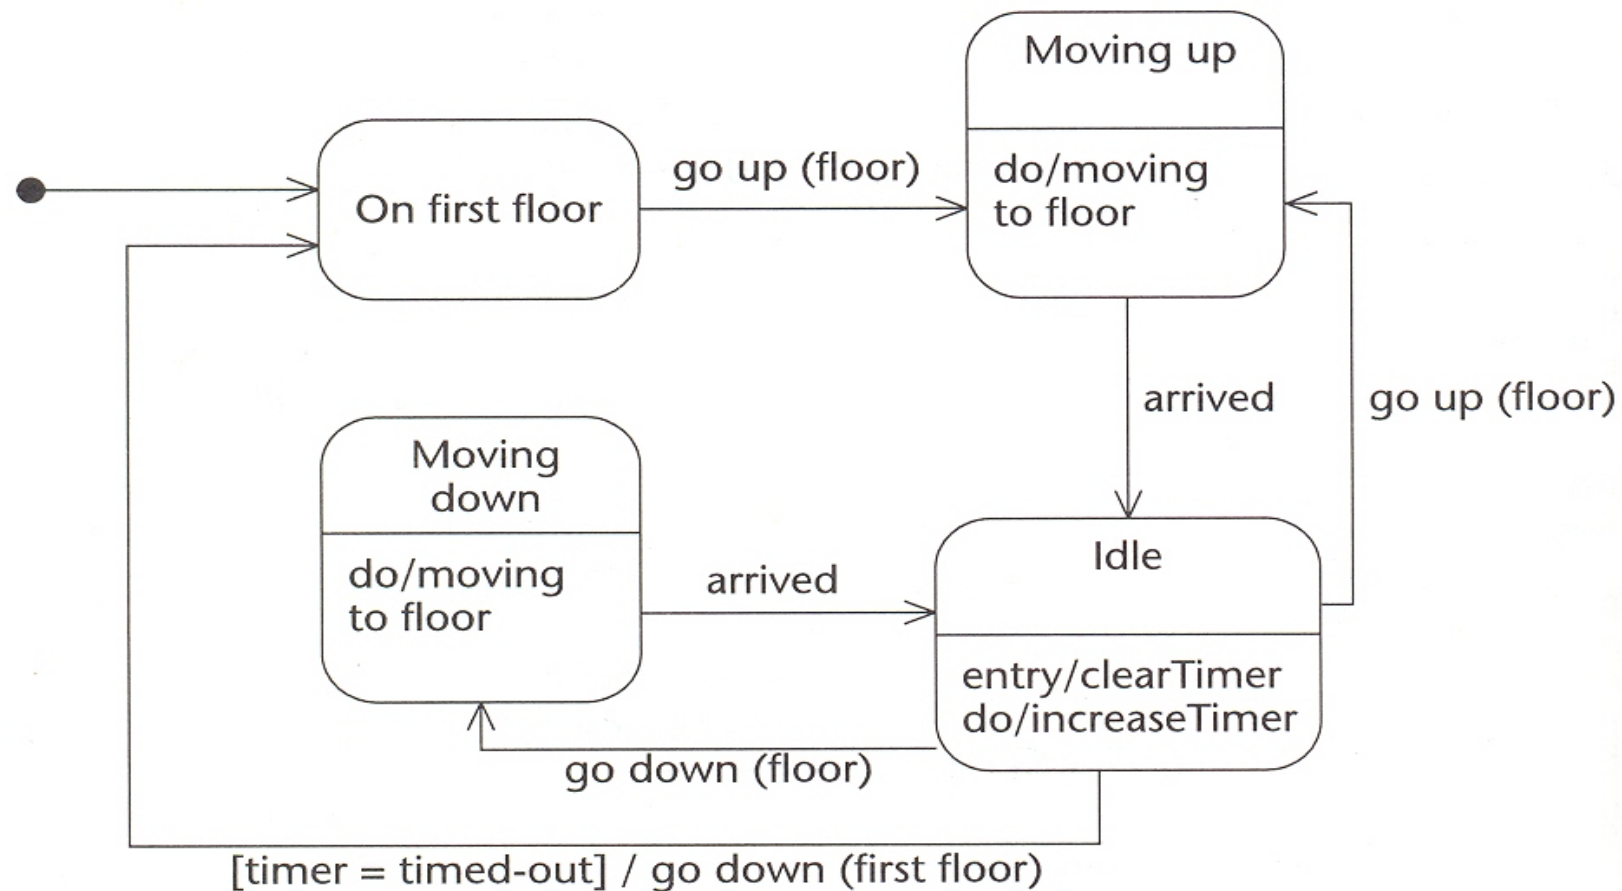 Moving up
do/moving
to floor
go up (floor)
On first floor
arrived
go up (floor)
Moving
down
do/moving
to floor
arrived
Idle
entry/clearTimer
do/increaseTimer
go down (floor)
[timer = timed-out] / go down (first floor)